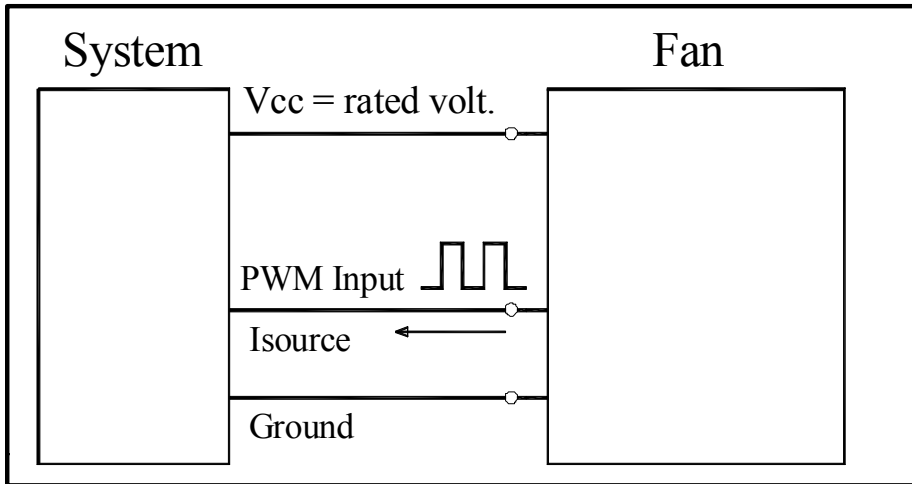 System
Fan
Vcc = rated volt.
PWM Input
Isource
Ground